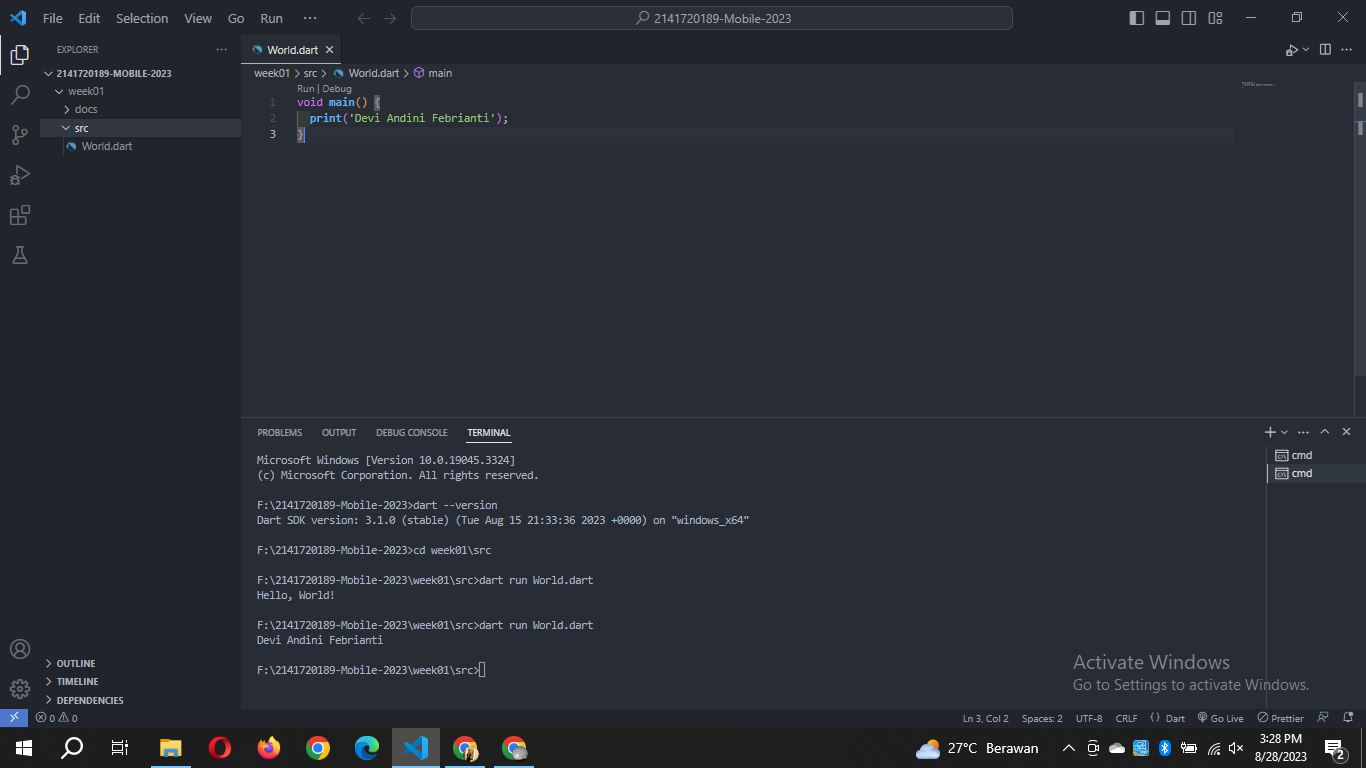 File Edit Selection View Go Run ··· 2141720189-Mobile-2023
EXPLORER
2141720189-MOBILE-2023
week01
docs
src
World.dart
OUTLINE
TIMELINE
DEPENDENCIES
World.dart
week01 > src > World.dart > main
Run | Debug
1 void main() {
2 print('Devi Andini Febrianti');
3 }
PROBLEMS OUTPUT DEBUG CONSOLE TERMINAL
Microsoft Windows [Version 10.0.19045.3324]
(c) Microsoft Corporation. All rights reserved.
F:\2141720189-Mobile-2023>dart --version
Dart SDK version: 3.1.0 (stable) (Tue Aug 15 21:33:36 2023 +0000) on "windows_x64"
F:\2141720189-Mobile-2023>cd week01\src
F:\2141720189-Mobile-2023\week01\src>dart run World.dart
Hello, World!
F:\2141720189-Mobile-2023\week01\src>dart run World.dart
Devi Andini Febrianti
F:\2141720189-Mobile-2023\week01\src>
cmd
cmd
Activate Windows
Go to Settings to activate Windows.
0 0 Ln 3, Col 2 Spaces: 2 UTF-8 CRLF {} Dart Go Live Prettier
27°C Berawan
3:28 PM
8/28/2023
2